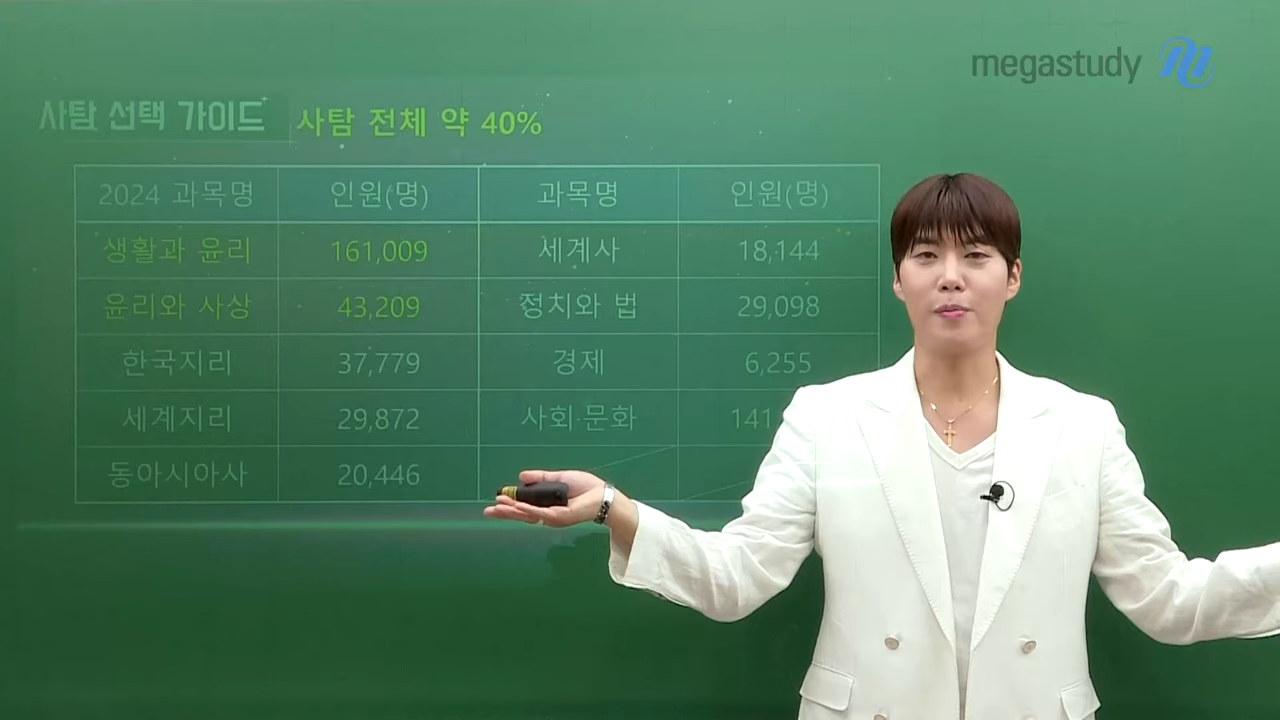 megastudy
사탐 선택 가이드 사탐 전체 약 40%
2024 과목명 인원(명) 과목명 인원(명)
생활과 윤리 161,009 세계사 18,144
윤리와 사상 43,209 정치와 법 29,098
한국지리 37,779 경제 6,255
세계지리 29,872 사회·문화 141
동아시아사 20,446